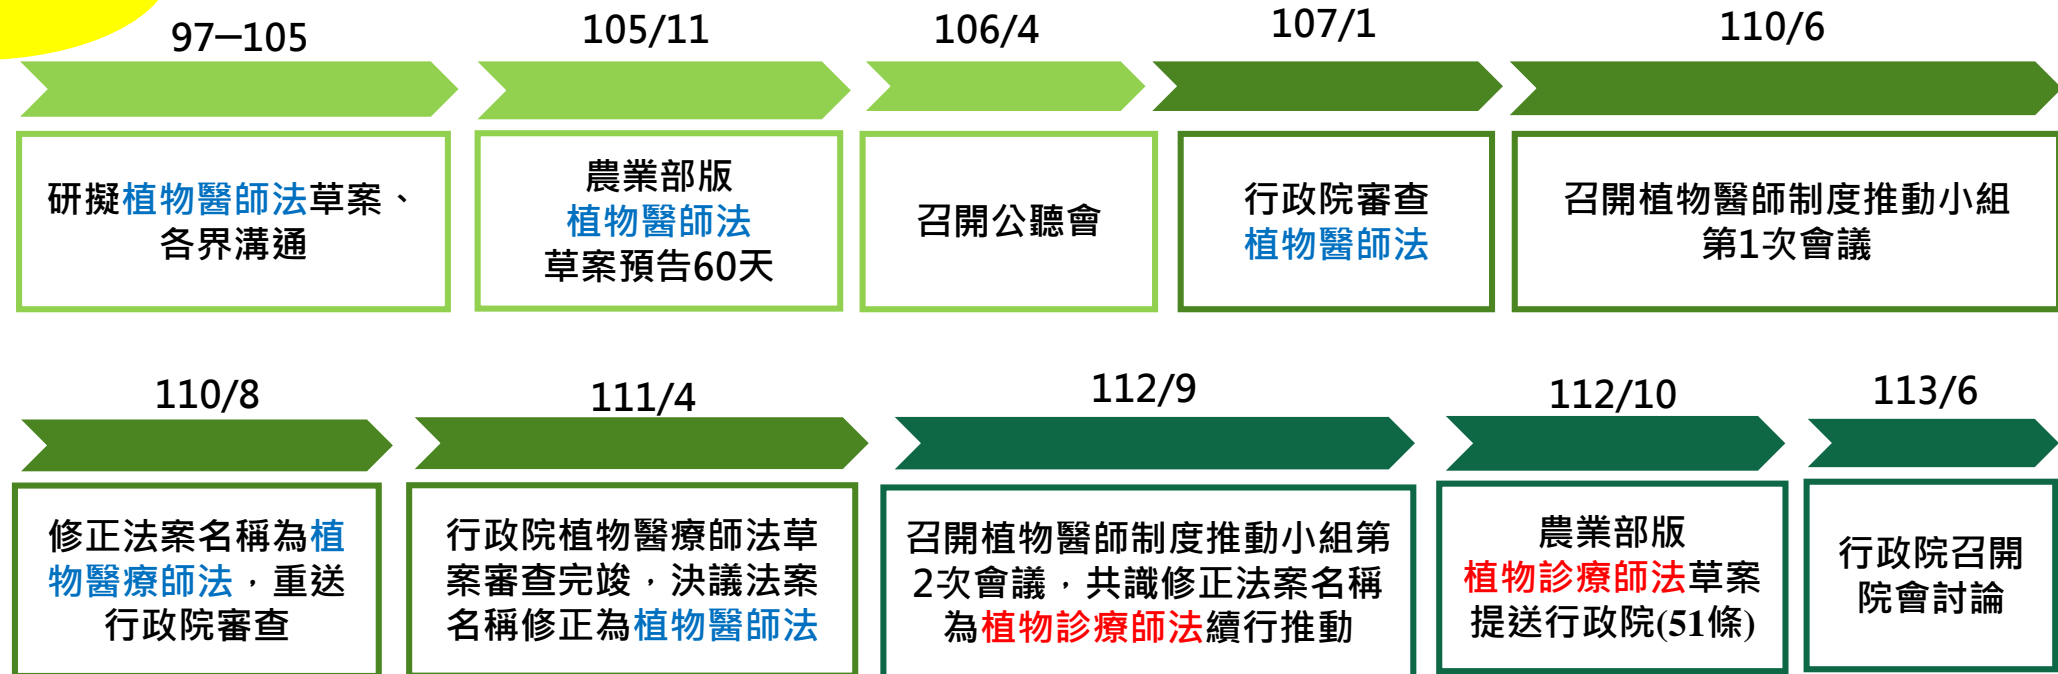 97–105
105/11
106/4
107/1
110/6
研擬植物醫師法草案、
各界溝通
農業部版
植物醫師法
草案預告60天
召開公聽會
行政院審查
植物醫師法
召開植物醫師制度推動小組
第1次會議
110/8
111/4
112/9
112/10
113/6
修正法案名稱為植
物醫療師法，重送
行政院審查
行政院植物醫療師法草
案審查完竣，決議法案
名稱修正為植物醫師法
召開植物醫師制度推動小組第
2次會議，共識修正法案名稱
為植物診療師法續行推動
農業部版
植物診療師法草案
提送行政院(51條)
行政院召開
院會討論